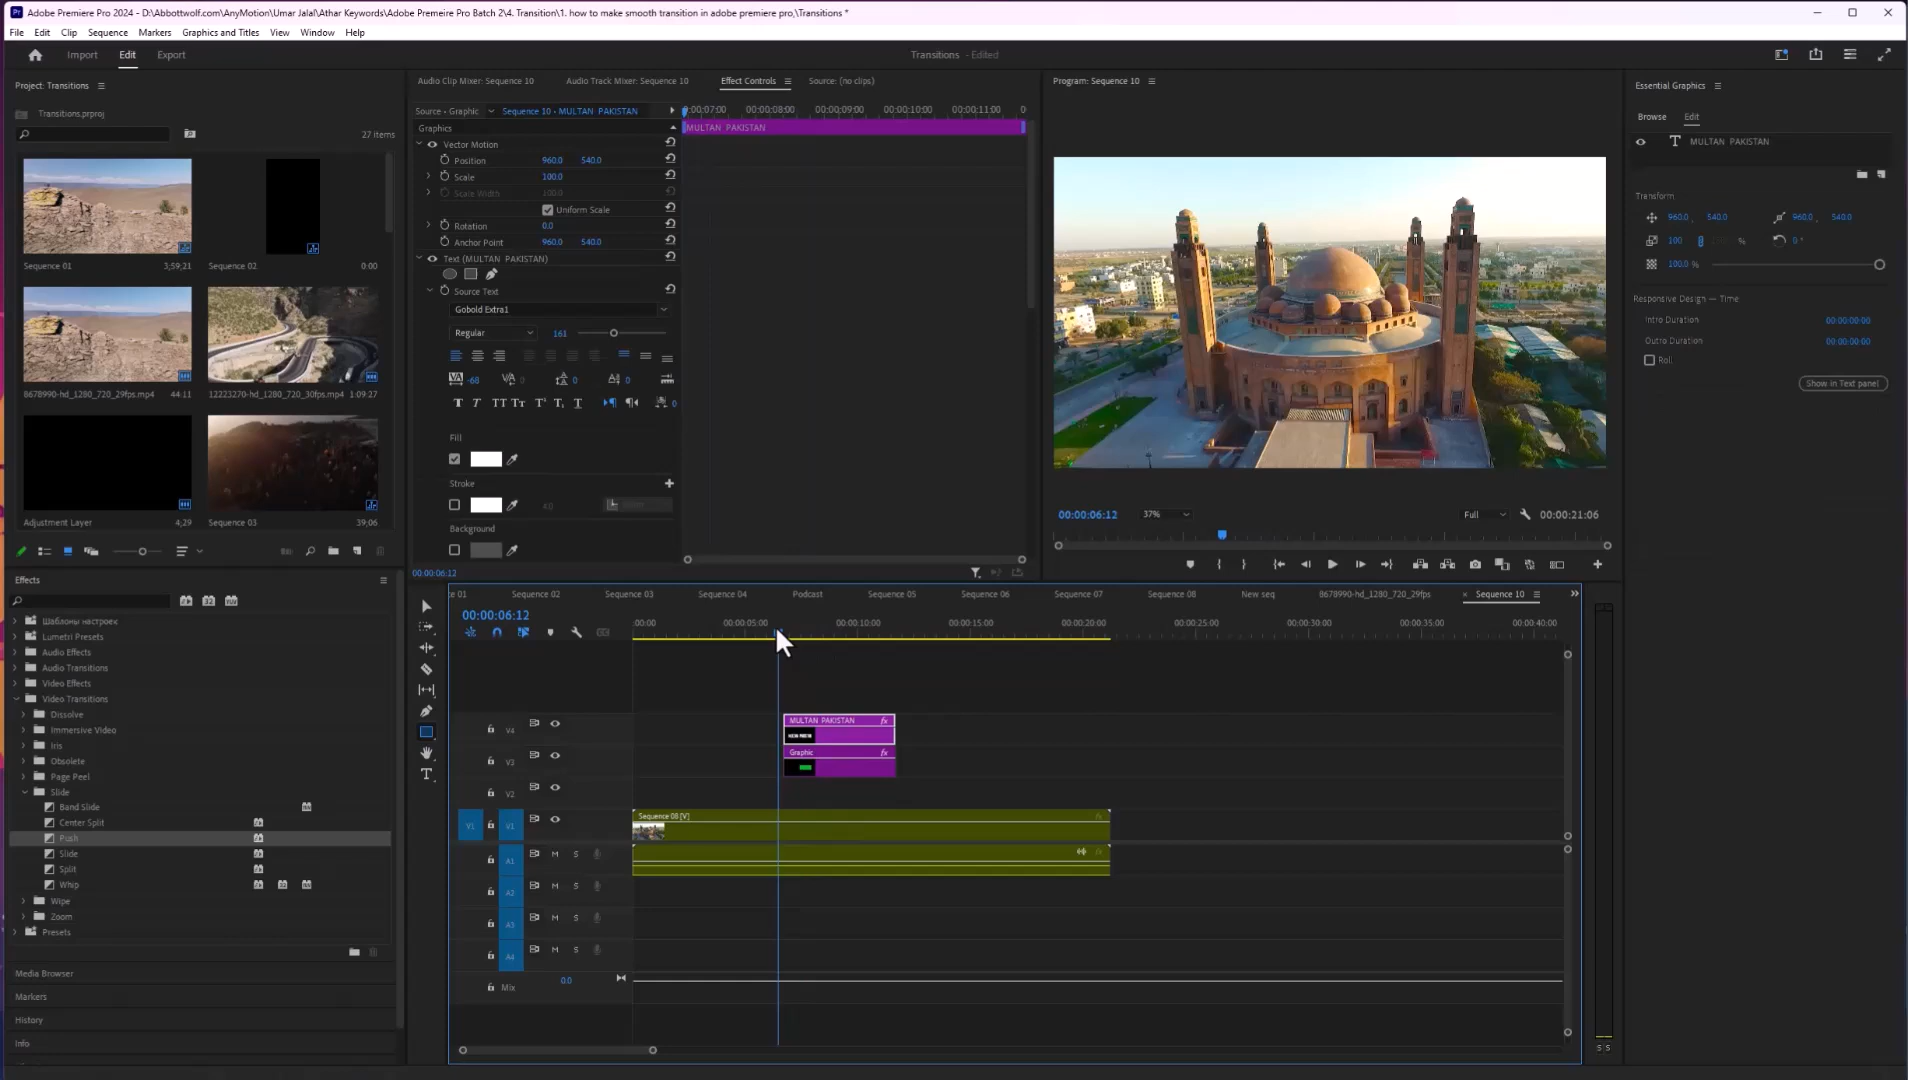 Adobe Premiere Pro 2024 - D:\Abbottwolf.com\AnyMotion\Umar Jalal\Athar Keywords\Adobe Premeire Pro Batch 2\4. Transition\1. how to make smooth transition in adobe premiere pro,\Transitions *
File Edit Clip Sequence Markers Graphics and Titles View Window Help
Import Edit Export
Transitions - Edited
Project: Transitions
Transitions.prproj
27 items
Sequence 01 3;59;21
Sequence 02 0:00
8678990-hd_1280_720_29fps.mp4 44:11
12223270-hd_1280_720_30fps.mp4 1:09:27
Adjustment Layer 4;29
Sequence 03 39;06
Audio Clip Mixer: Sequence 10
Audio Track Mixer: Sequence 10
Effect Controls
Source: (no clips)
Source • Graphic
Sequence 10 • MULTAN PAKISTAN
0:00:07:00 00:00:08:00 00:00:09:00 00:00:10:00 00:00:11:00 0
MULTAN PAKISTAN
Graphics
Vector Motion
Position 960.0 540.0
Scale 100.0
Scale Width 100.0
Uniform Scale
Rotation 0.0
Anchor Point 960.0 540.0
Text (MULTAN PAKISTAN)
Source Text
Gobold Extra1
Regular 161
-68 0 0 0
0
Fill
Stroke
4.0
Background
00:00:06:12
Program: Sequence 10
00:00:06:12 37% Full 00:00:21:06
Essential Graphics
Browse Edit
MULTAN PAKISTAN
Transform
960.0 , 540.0 960.0 , 540.0
100 % 0 °
100.0 %
Responsive Design — Time
Intro Duration 00:00:00:00
Outro Duration 00:00:00:00
Roll
Show in Text panel
Effects
Шаблоны настроек
Lumetri Presets
Audio Effects
Audio Transitions
Video Effects
Video Transitions
Dissolve
Immersive Video
Iris
Obsolete
Page Peel
Slide
Band Slide
Center Split
Push
Slide
Split
Whip
Wipe
Zoom
Presets
Media Browser
Markers
History
Info
ce 01 Sequence 02 Sequence 03 Sequence 04 Podcast Sequence 05 Sequence 06 Sequence 07 Sequence 08 New seq 8678990-hd_1280_720_29fps × Sequence 10
00:00:06:12
:00:00 00:00:05:00 00:00:10:00 00:00:15:00 00:00:20:00 00:00:25:00 00:00:30:00 00:00:35:00 00:00:40:00
V4
MULTAN PAKISTAN fx
V3
Graphic fx
V2
V1 V1
Sequence 08 [V] fx
A1 M S fx
A2 M S
A3 M S
A4 M S
Mix 0.0
S S